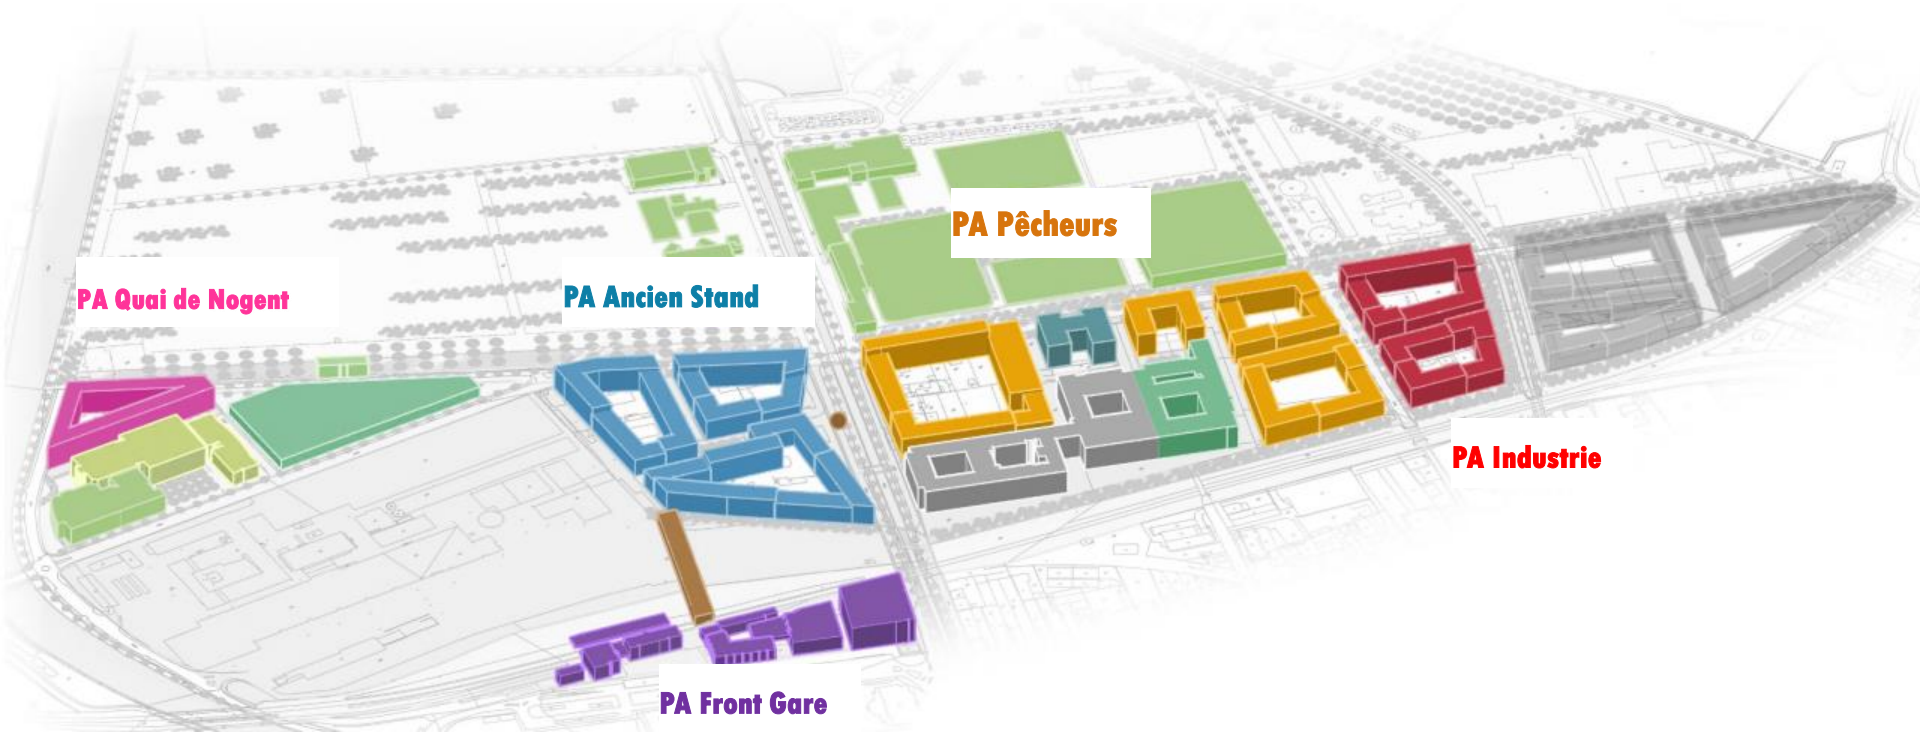 PA Pêcheurs
PA Quai de Nogent
PA Ancien Stand
PA Industrie
PA Front Gare